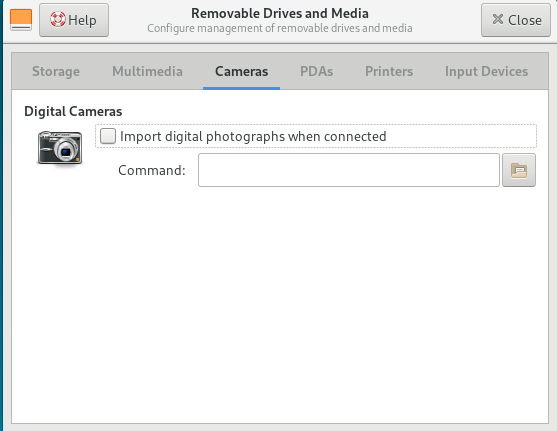 Help
Removable Drives and Media
Configure management of removable drives and media
Close
Storage Multimedia Cameras PDAs Printers Input Devices
Digital Cameras
Import digital photographs when connected
Command: